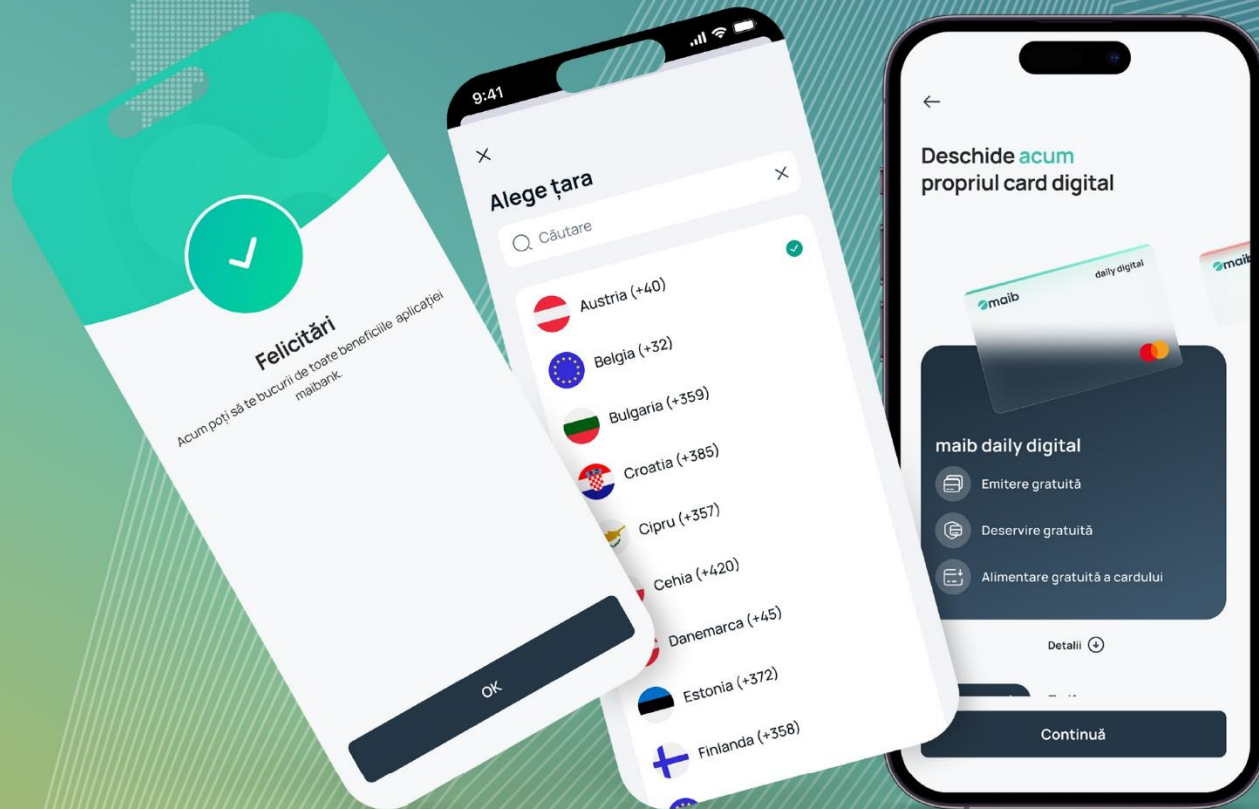 Felicitări
Acum poți să te bucurii de toate beneficiile aplicației
maibank.
OK
9:41
Alege țara
Căutare
Austria (+40)
Belgia (+32)
Bulgaria (+359)
Croatia (+385)
Cipru (+357)
Cehia (+420)
Danemarca (+45)
Estonia (+372)
Finlanda (+358)
Deschide acum
propriul card digital
maib
daily digital
maib
maib daily digital
Emitere gratuită
Deservire gratuită
Alimentare gratuită a cardului
Detalii
Continuă